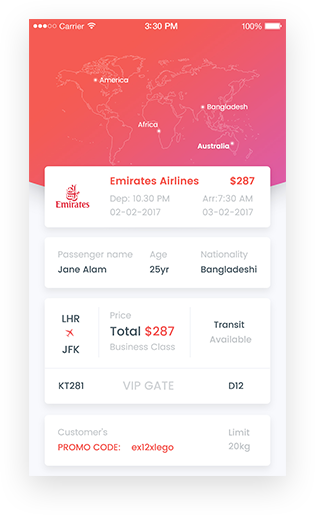 Carrier 3:30 PM 100%
America
Bangladesh
Africa
Australia
Emirates Airlines $287
Emirates
Dep: 10.30 PM Arr:7:30 AM
02-02-2017 03-02-2017
Passenger name Age Nationality
Jane Alam 25yr Bangladeshi
LHR
JFK
Price
Total $287
Business Class
Transit
Available
KT281 VIP GATE D12
Customer's Limit
PROMO CODE: ex12xlego 20kg